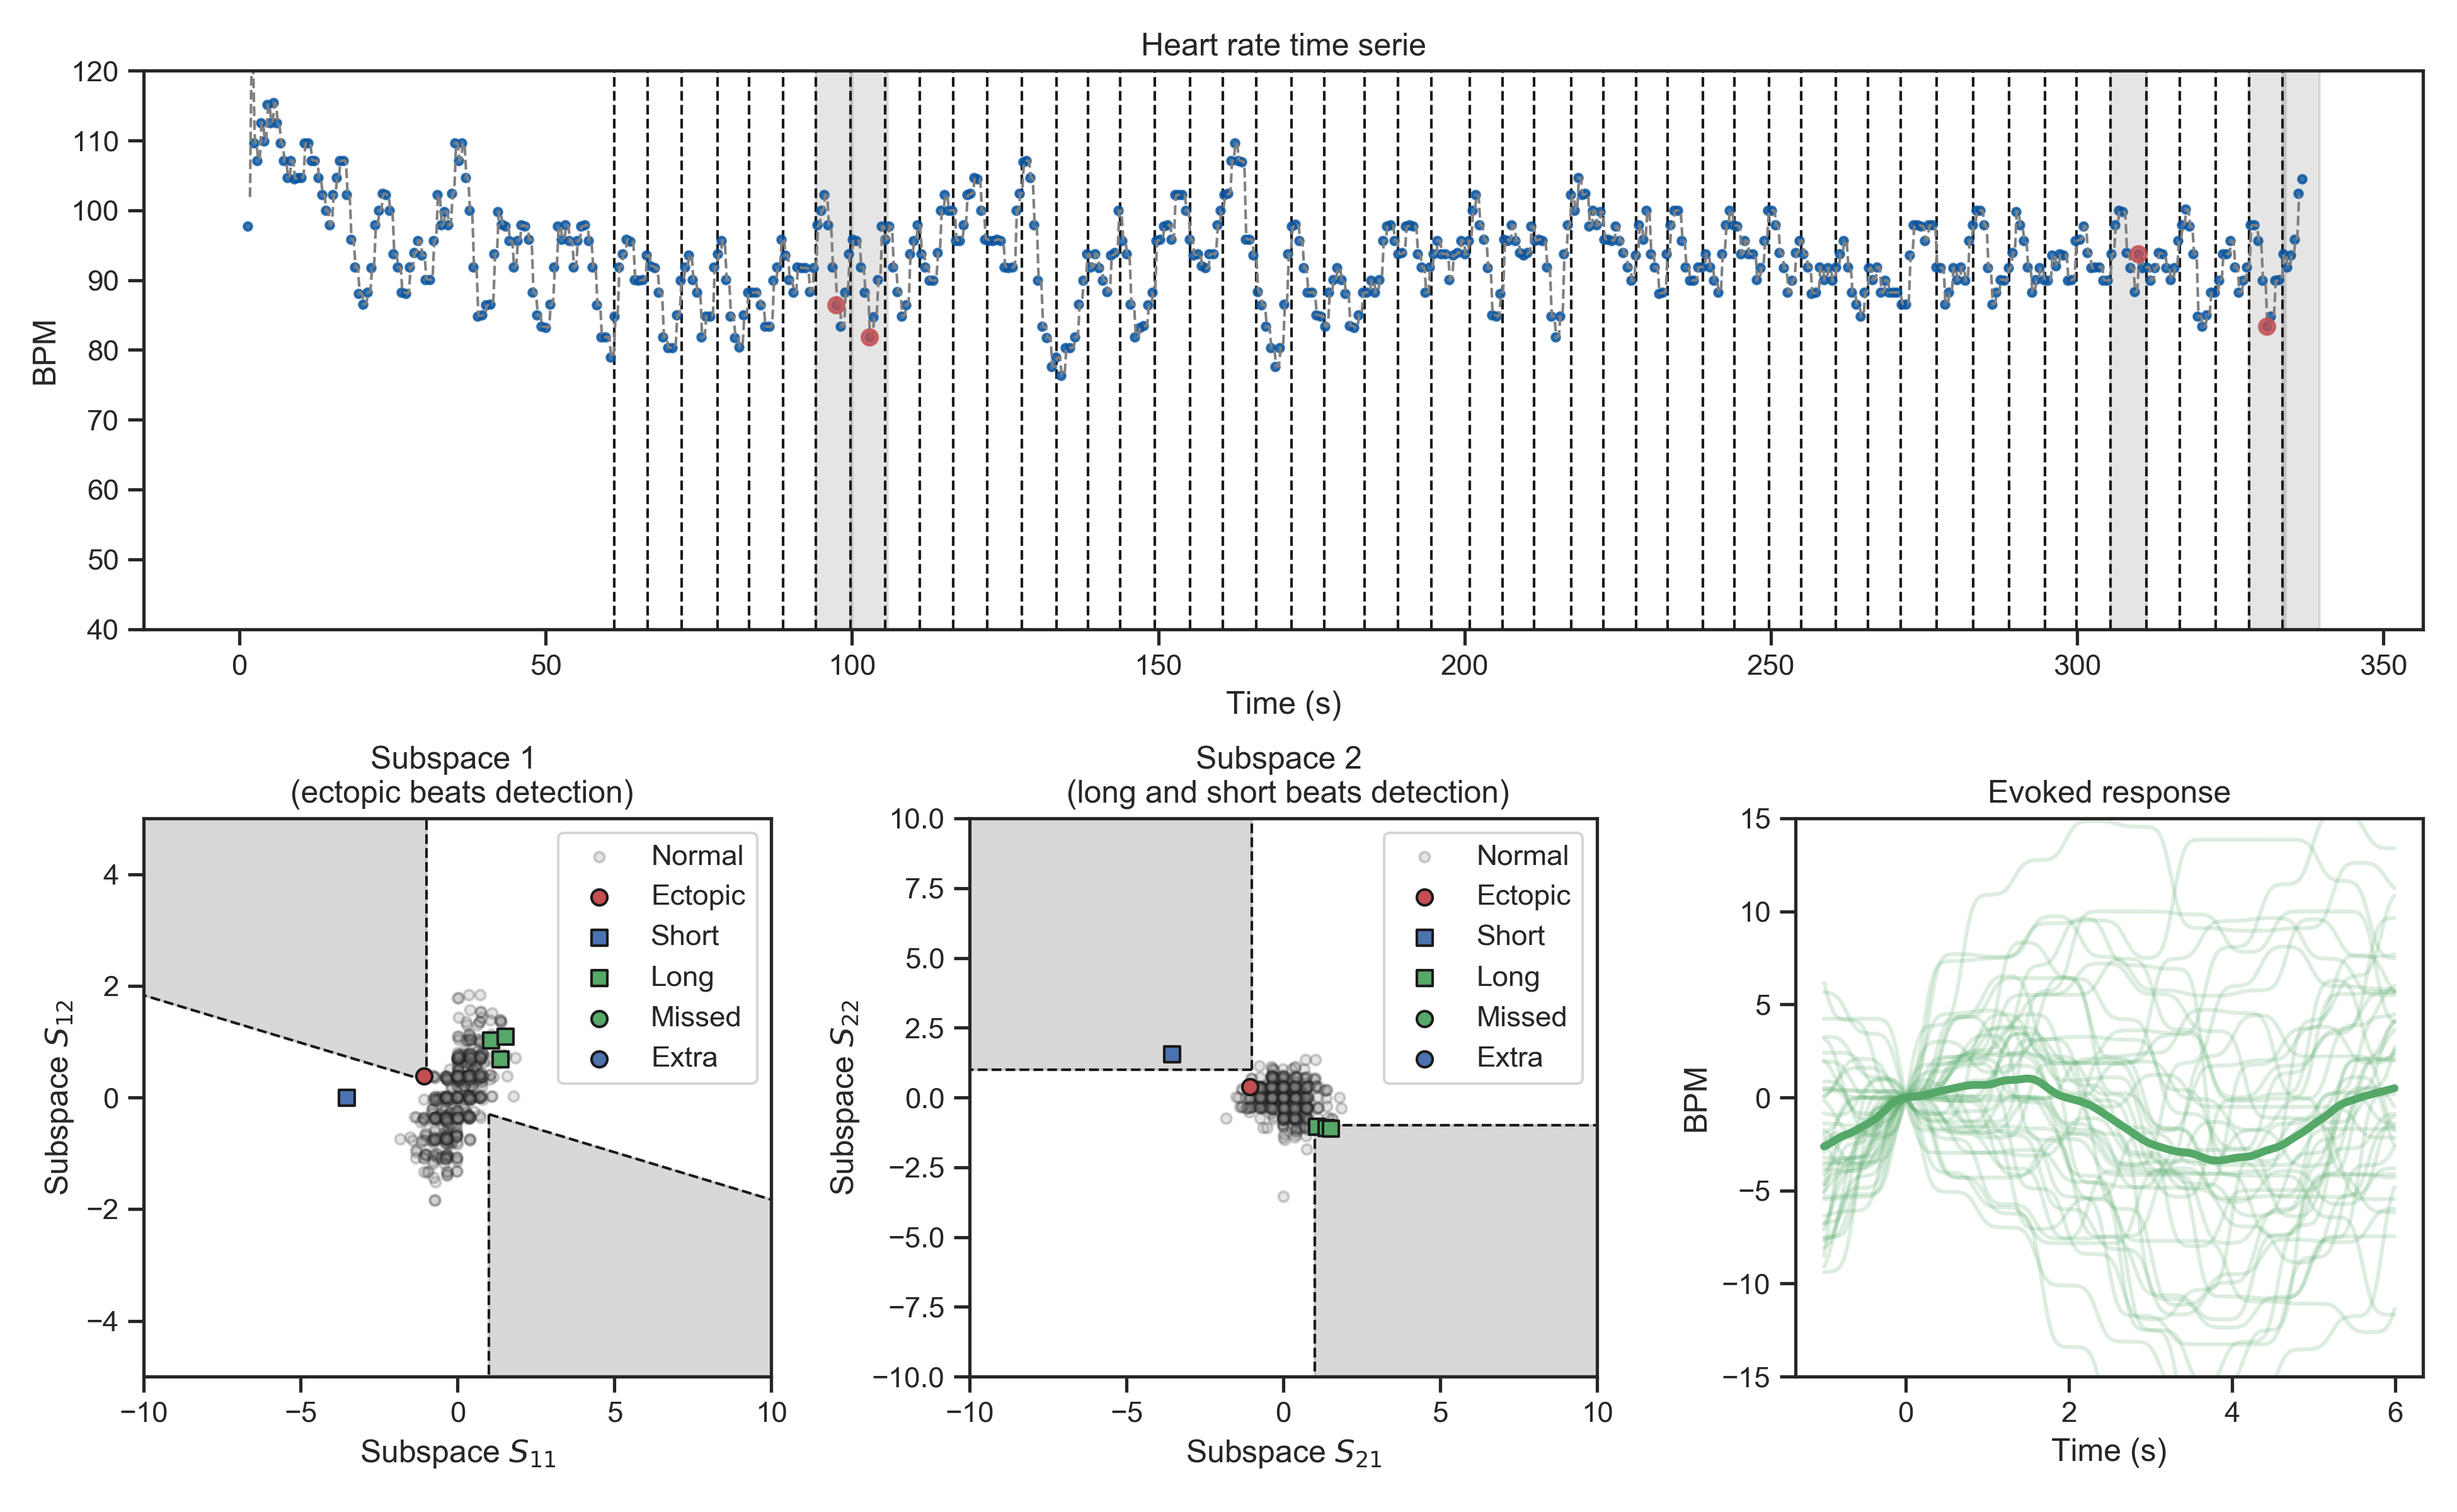 Heart rate time serie
120
110
100
90
80
70
60
50
40
BPM
0 50 100 150 200 250 300 350
Time (s)
Subspace 1
(ectopic beats detection)
4
2
0
−2
−4
Subspace S12
Normal
Ectopic
Short
Long
Missed
Extra
−10 −5 0 5 10
Subspace S11
Subspace 2
(long and short beats detection)
10.0
7.5
5.0
2.5
0.0
−2.5
−5.0
−7.5
−10.0
Subspace S22
Normal
Ectopic
Short
Long
Missed
Extra
−10 −5 0 5 10
Subspace S21
Evoked response
15
10
5
0
−5
−10
−15
BPM
0 2 4 6
Time (s)